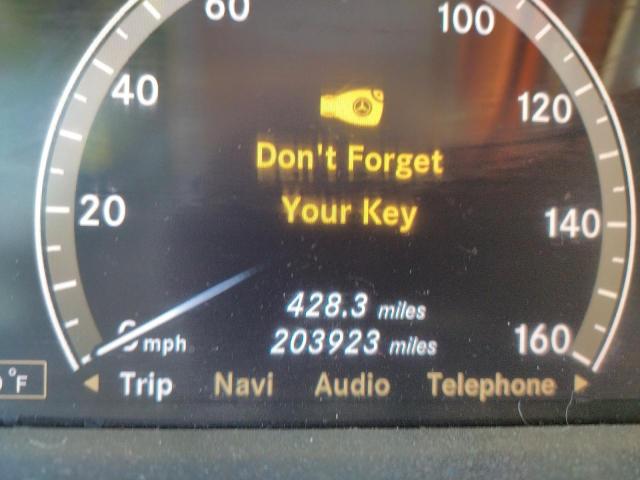 60
100
40
120
Don't Forget
20
Your Key
140
428.3 miles
mph
203923 miles
160
°F
Trip Navi Audio Telephone